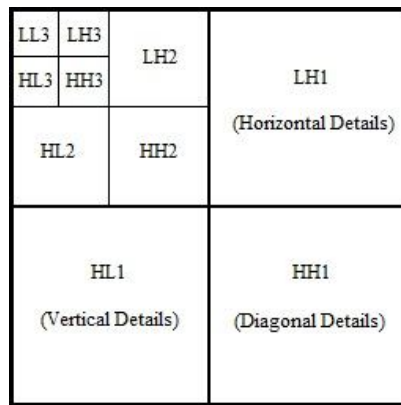 LL3 LH3
LH2
HL3 HH3
LH1
(Horizontal Details)
HL2 HH2
HL1
(Vertical Details)
HH1
(Diagonal Details)